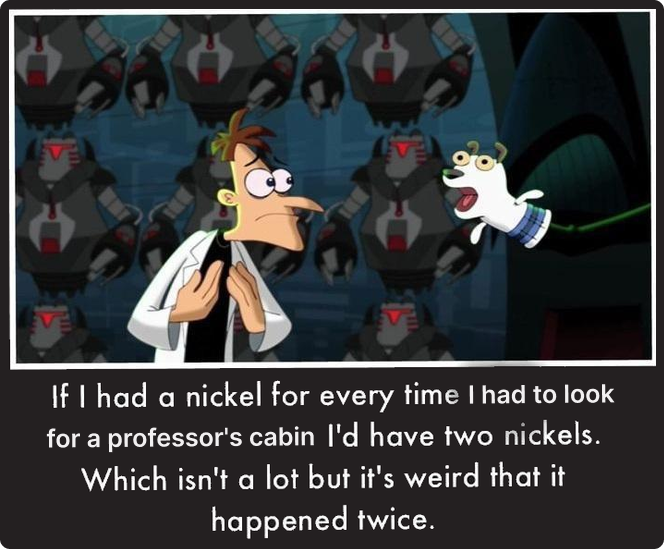 If I had a nickel for every time I had to look
for a professor's cabin I'd have two nickels.
Which isn't a lot but it's weird that it
happened twice.